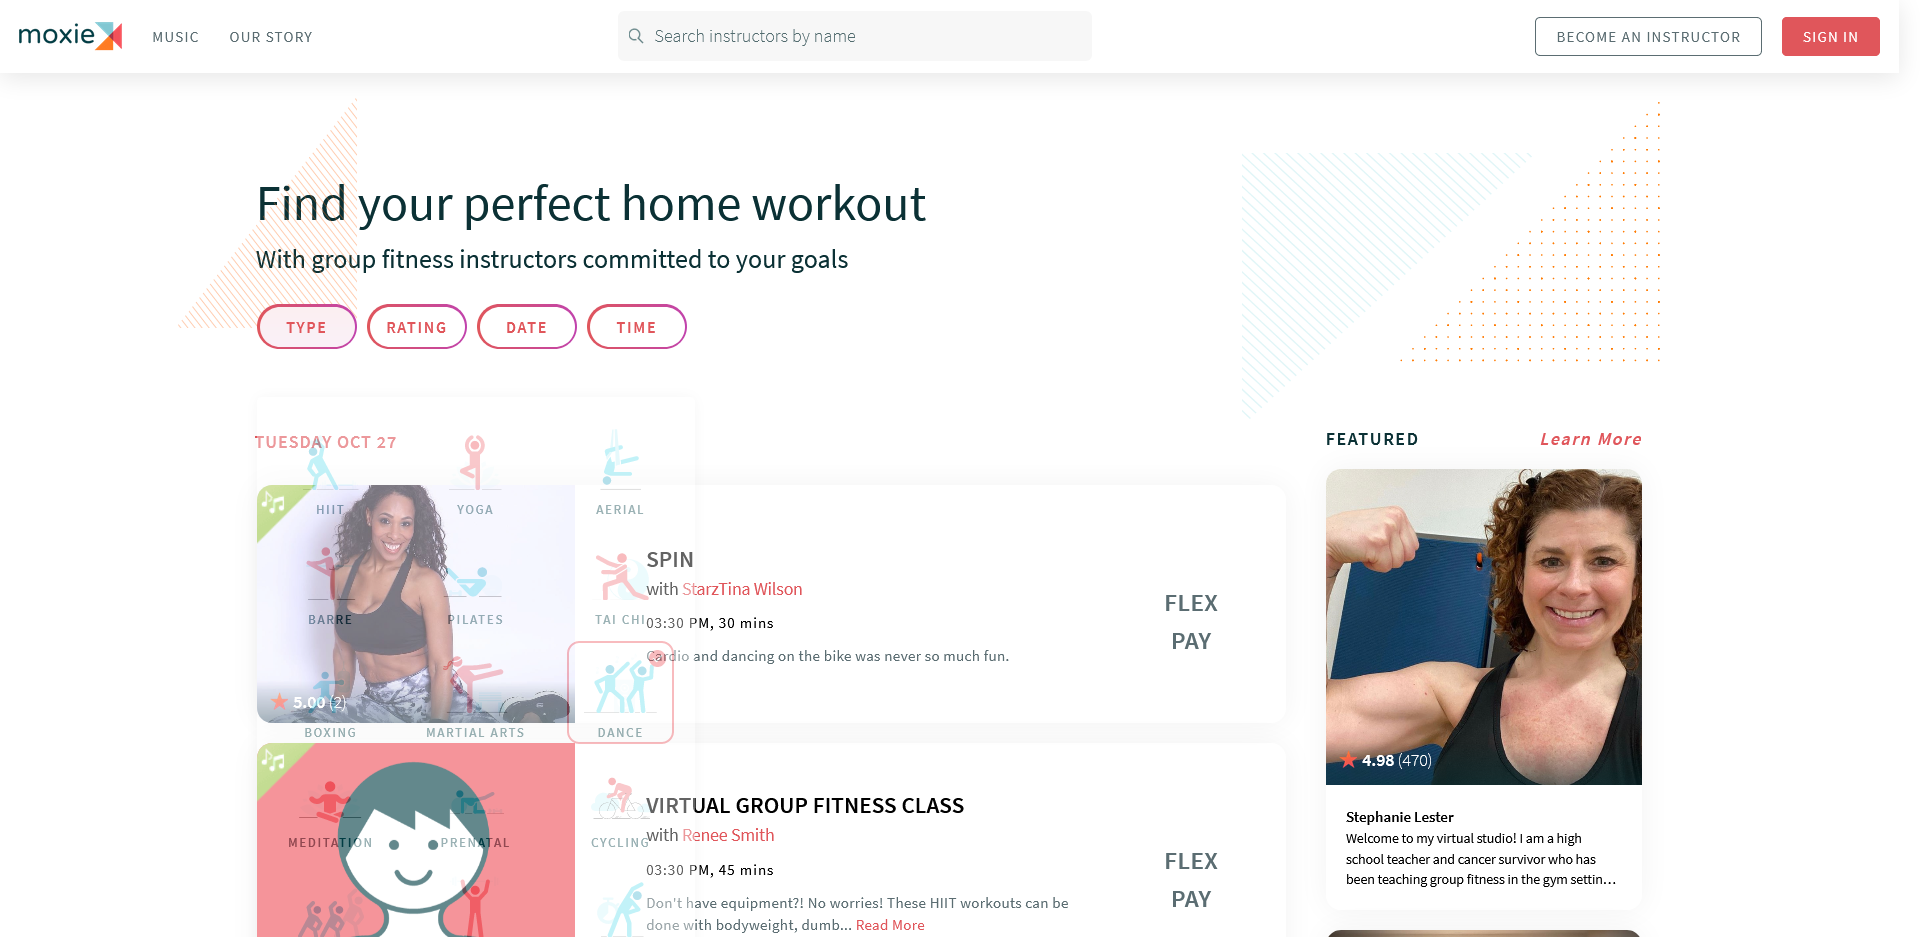 moxie
MUSIC
OUR STORY
Search instructors by name
BECOME AN INSTRUCTOR
SIGN IN
Find your perfect home workout
With group fitness instructors committed to your goals
TYPE
RATING
DATE
TIME
TUESDAY OCT 27
HIIT
YOGA
AERIAL
BARRE
PILATES
TAI CHI
BOXING
MARTIAL ARTS
DANCE
MEDITATION
PRENATAL
CYCLING
5.00 (2)
SPIN
with StarzTina Wilson
03:30 PM, 30 mins
Cardio and dancing on the bike was never so much fun.
FLEX
PAY
VIRTUAL GROUP FITNESS CLASS
with Renee Smith
03:30 PM, 45 mins
Don't have equipment?! No worries! These HIIT workouts can be
done with bodyweight, dumb... Read More
FLEX
PAY
FEATURED
Learn More
4.98 (470)
Stephanie Lester
Welcome to my virtual studio! I am a high
school teacher and cancer survivor who has
been teaching group fitness in the gym settin...